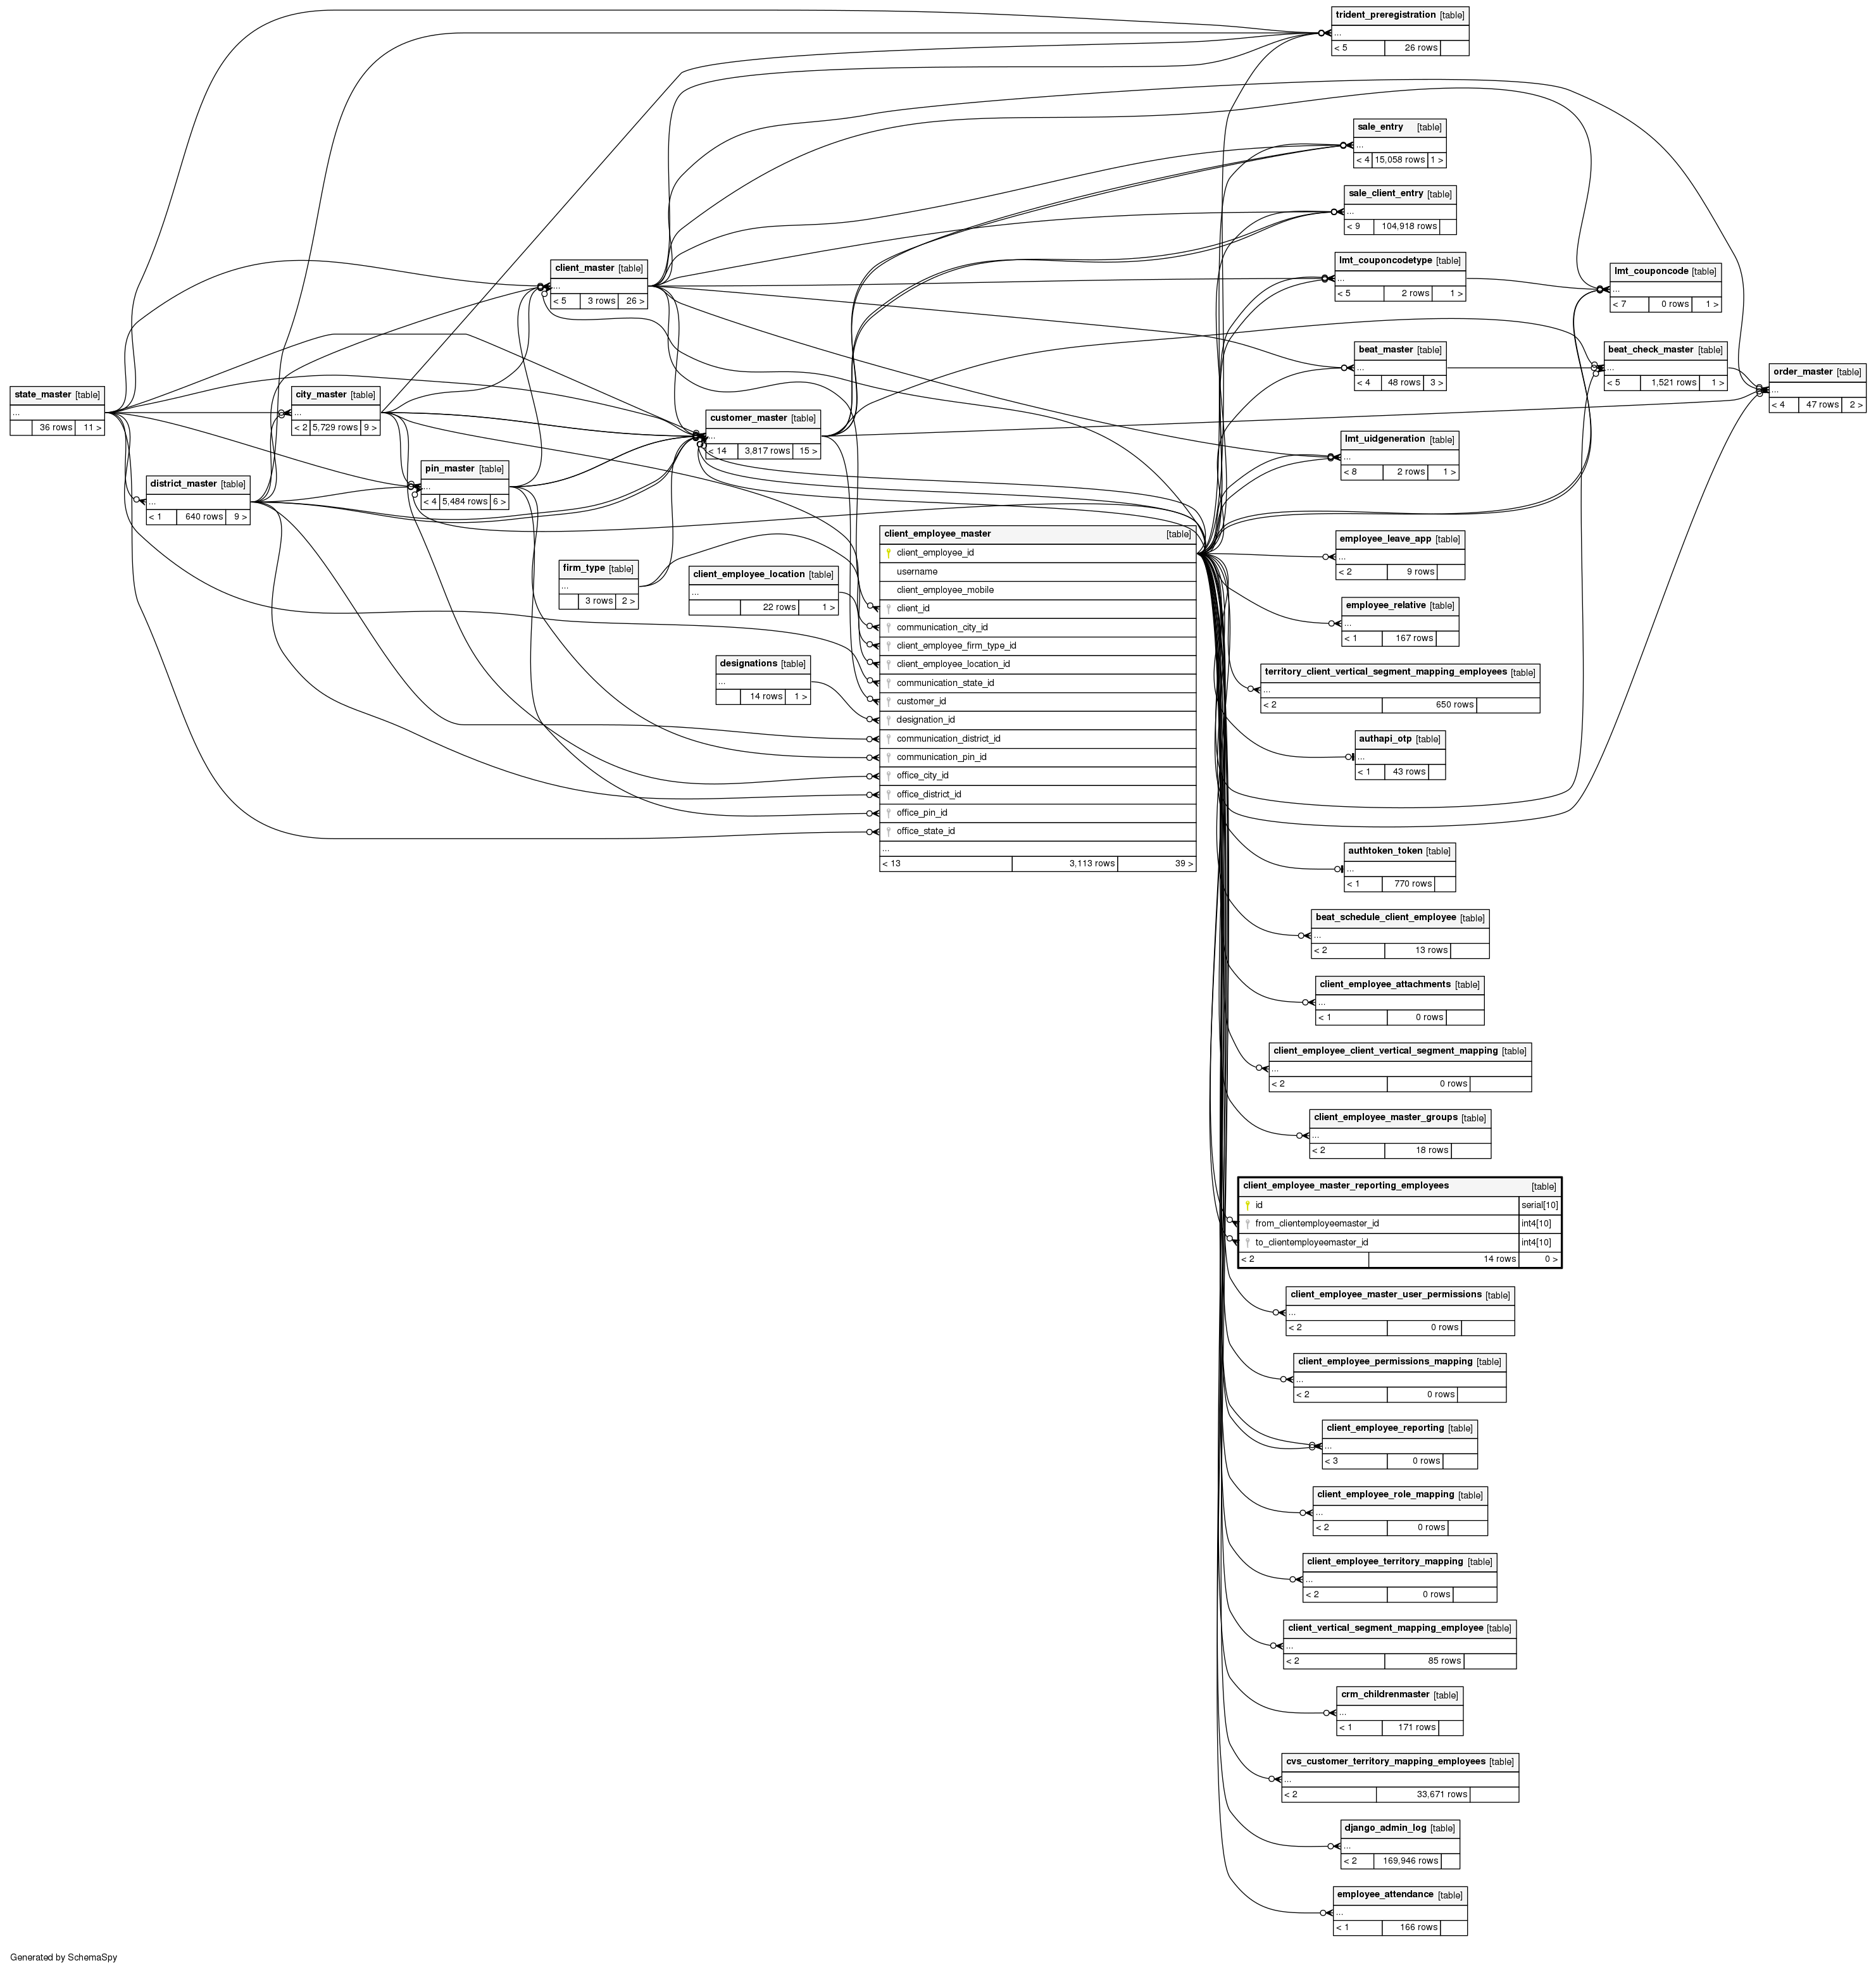 trident_preregistration [table]
...
< 5 26 rows
sale_entry [table]
...
< 4 15,058 rows 1 >
sale_client_entry [table]
...
< 9 104,918 rows
client_master [table]
...
< 5 3 rows 26 >
lmt_couponcodetype [table]
...
< 5 2 rows 1 >
lmt_couponcode [table]
...
< 7 0 rows 1 >
beat_master [table]
...
< 4 48 rows 3 >
beat_check_master [table]
...
< 5 1,521 rows 1 >
order_master [table]
...
< 4 47 rows 2 >
state_master [table]
...
36 rows 11 >
city_master [table]
...
< 2 5,729 rows 9 >
customer_master [table]
...
< 14 3,817 rows 15 >
lmt_uidgeneration [table]
...
< 8 2 rows 1 >
pin_master [table]
...
< 4 5,484 rows 6 >
district_master [table]
...
< 1 640 rows 9 >
firm_type [table]
...
3 rows 2 >
client_employee_location [table]
...
22 rows 1 >
designations [table]
...
14 rows 1 >
client_employee_master [table]
client_employee_id
username
client_employee_mobile
client_id
communication_city_id
client_employee_firm_type_id
client_employee_location_id
communication_state_id
customer_id
designation_id
communication_district_id
communication_pin_id
office_city_id
office_district_id
office_pin_id
office_state_id
...
< 13 3,113 rows 39 >
employee_leave_app [table]
...
< 2 9 rows
employee_relative [table]
...
< 1 167 rows
territory_client_vertical_segment_mapping_employees [table]
...
< 2 650 rows
authapi_otp [table]
...
< 1 43 rows
authtoken_token [table]
...
< 1 770 rows
beat_schedule_client_employee [table]
...
< 2 13 rows
client_employee_attachments [table]
...
< 1 0 rows
client_employee_client_vertical_segment_mapping [table]
...
< 2 0 rows
client_employee_master_groups [table]
...
< 2 18 rows
client_employee_master_reporting_employees [table]
id serial[10]
from_clientemployeemaster_id int4[10]
to_clientemployeemaster_id int4[10]
< 2 14 rows 0 >
client_employee_master_user_permissions [table]
...
< 2 0 rows
client_employee_permissions_mapping [table]
...
< 2 0 rows
client_employee_reporting [table]
...
< 3 0 rows
client_employee_role_mapping [table]
...
< 2 0 rows
client_employee_territory_mapping [table]
...
< 2 0 rows
client_vertical_segment_mapping_employee [table]
...
< 2 85 rows
crm_childrenmaster [table]
...
< 1 171 rows
cvs_customer_territory_mapping_employees [table]
...
< 2 33,671 rows
django_admin_log [table]
...
< 2 169,946 rows
employee_attendance [table]
...
< 1 166 rows
Generated by SchemaSpy